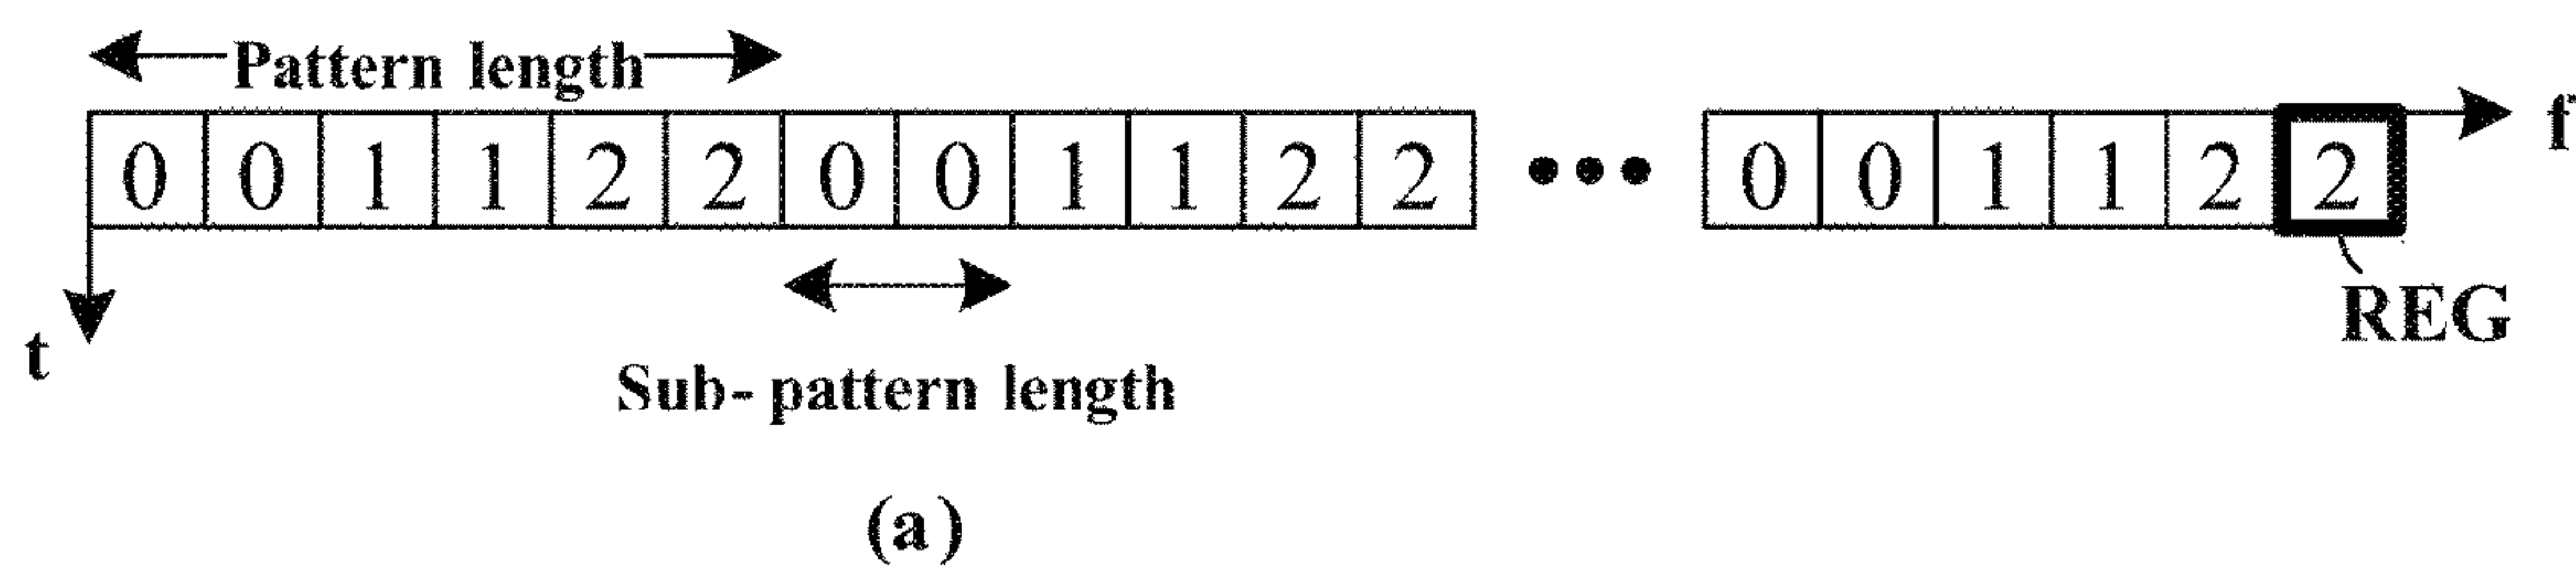 Pattern length
f
0 0 1 1 2 2 0 0 1 1 2 2 ••• 0 0 1 1 2 2
REG
t
Sub- pattern length
(a)